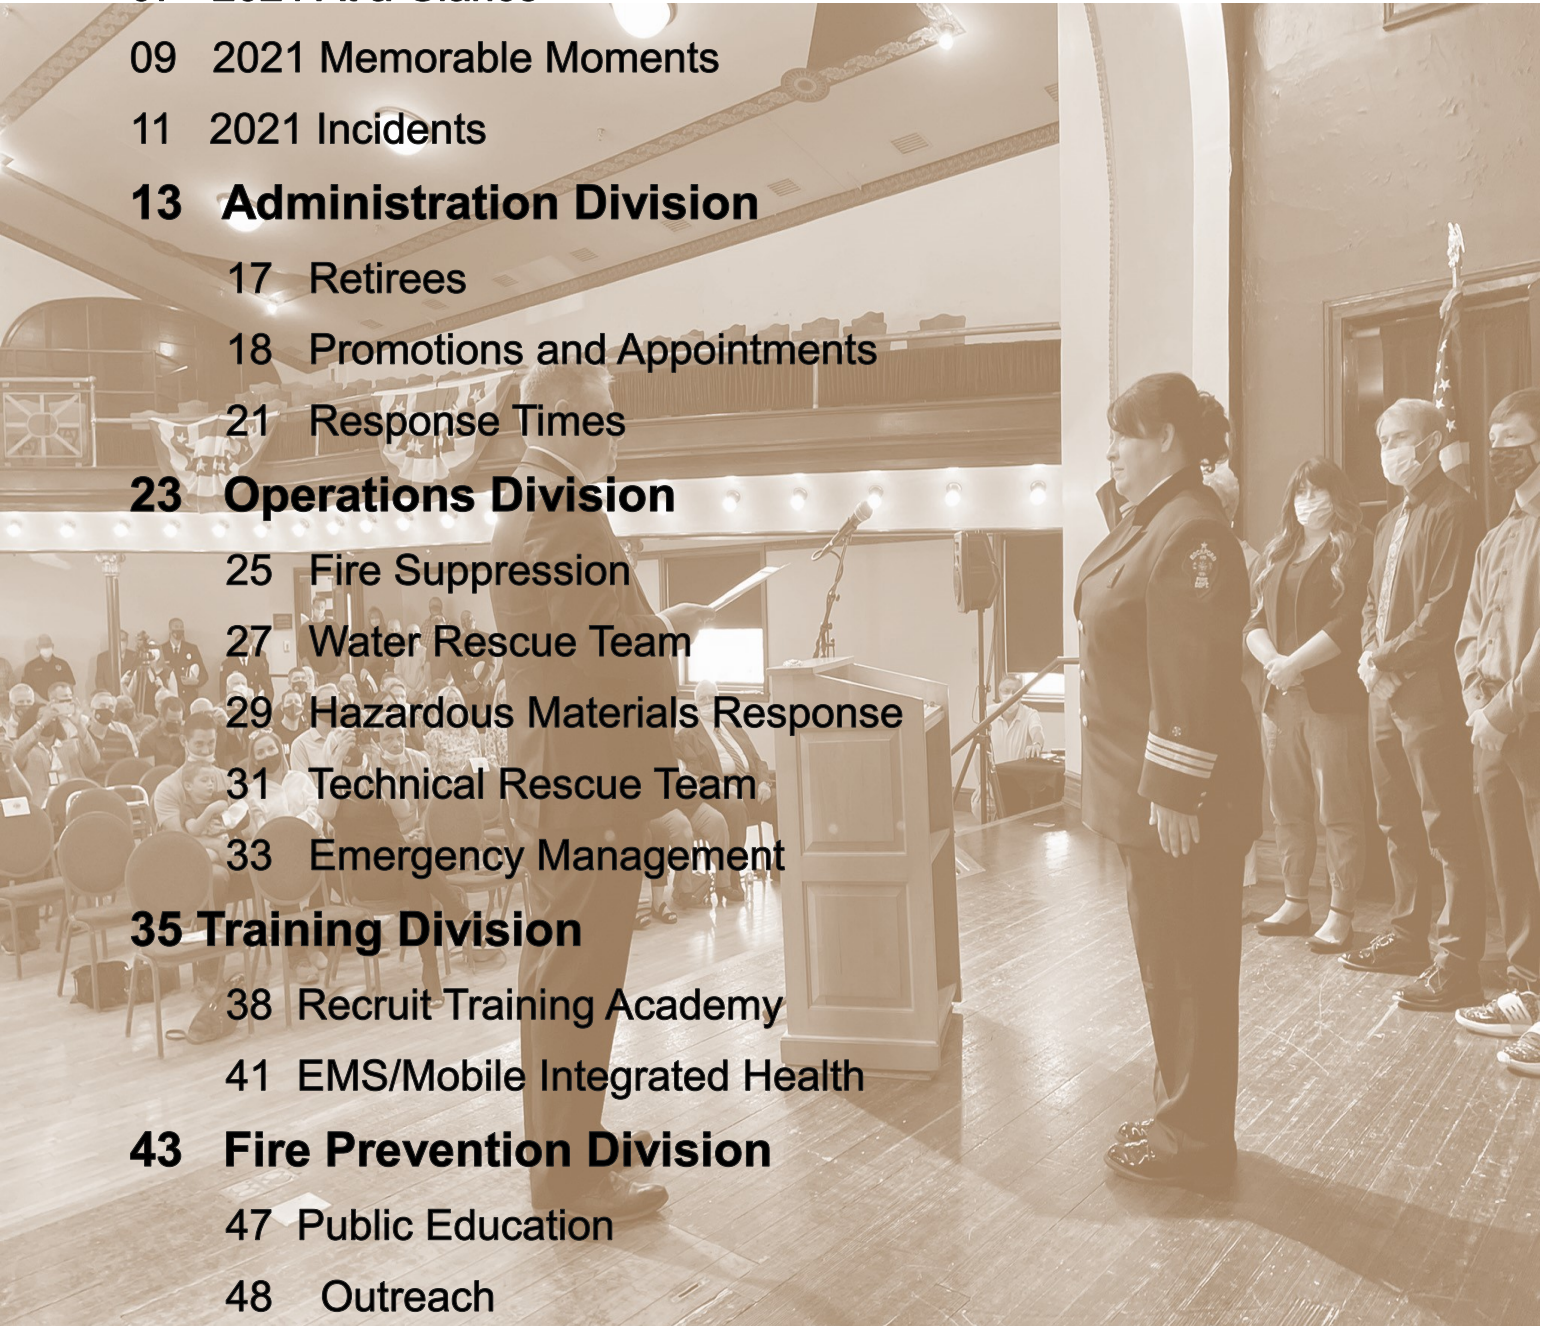 2021 At a Glance
09 2021 Memorable Moments
11 2021 Incidents
13 Administration Division
17 Retirees
18 Promotions and Appointments
21 Response Times
23 Operations Division
25 Fire Suppression
27 Water Rescue Team
29 Hazardous Materials Response
31 Technical Rescue Team
33 Emergency Management
35 Training Division
38 Recruit Training Academy
41 EMS/Mobile Integrated Health
43 Fire Prevention Division
47 Public Education
48 Outreach